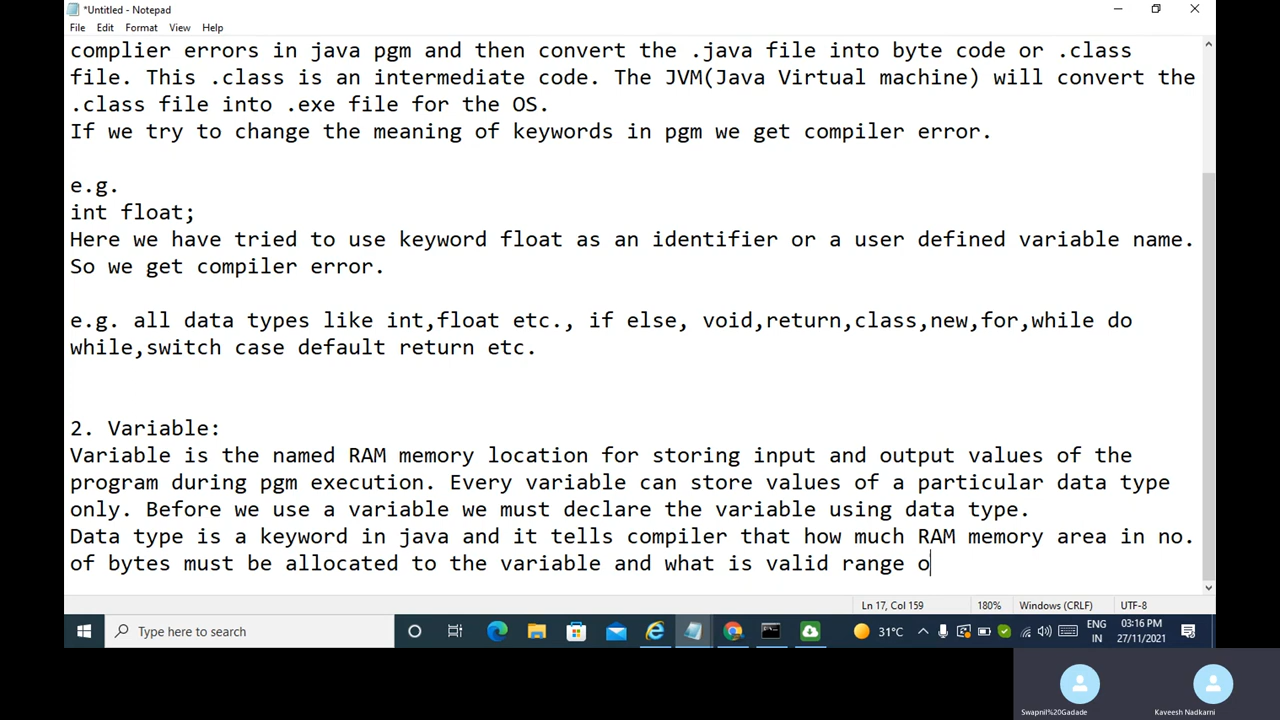 *Untitled - Notepad
File Edit Format View Help
complier errors in java pgm and then convert the .java file into byte code or .class
file. This .class is an intermediate code. The JVM(Java Virtual machine) will convert the
.class file into .exe file for the OS.
If we try to change the meaning of keywords in pgm we get compiler error.
e.g.
int float;
Here we have tried to use keyword float as an identifier or a user defined variable name.
So we get compiler error.
e.g. all data types like int,float etc., if else, void,return,class,new,for,while do
while,switch case default return etc.
2. Variable:
Variable is the named RAM memory location for storing input and output values of the
program during pgm execution. Every variable can store values of a particular data type
only. Before we use a variable we must declare the variable using data type.
Data type is a keyword in java and it tells compiler that how much RAM memory area in no.
of bytes must be allocated to the variable and what is valid range o
Ln 17, Col 159 180% Windows (CRLF) UTF-8
Type here to search 31°C ENG 03:16 PM
IN 27/11/2021
Swapnil%20Gadade Kaveesh Nadkarni